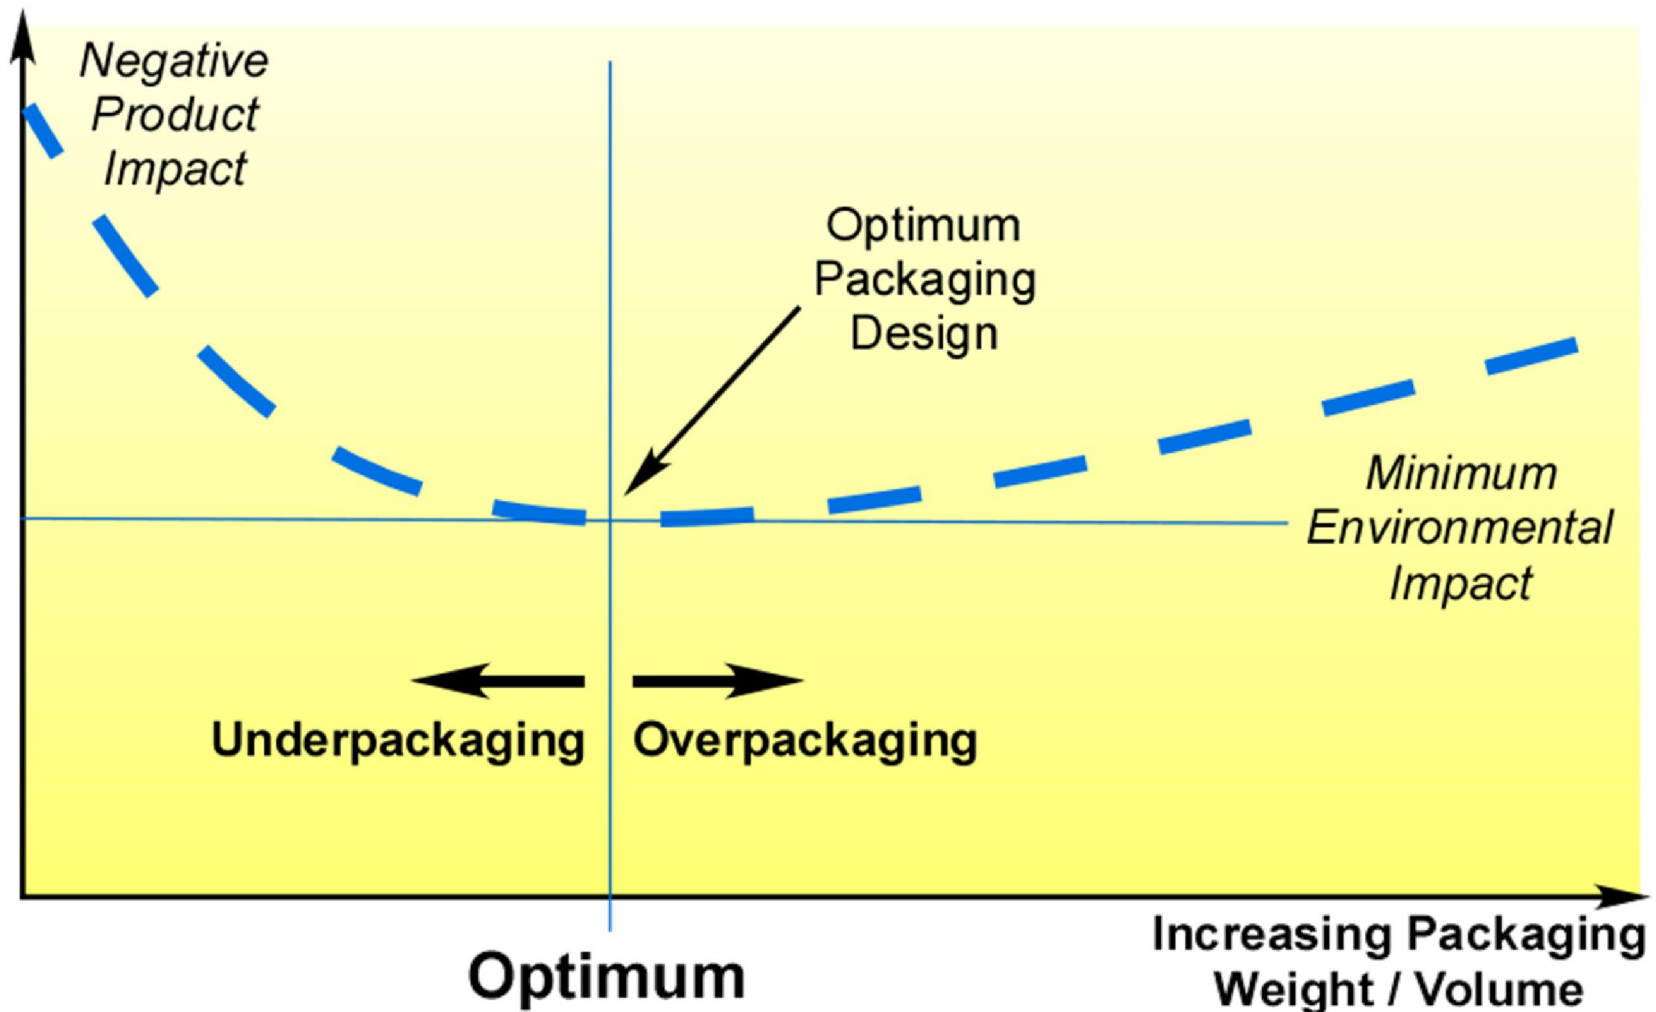 Negative
Product
Impact
Optimum
Packaging
Design
Minimum
Environmental
Impact
Underpackaging
Overpackaging
Optimum
Increasing Packaging
Weight / Volume